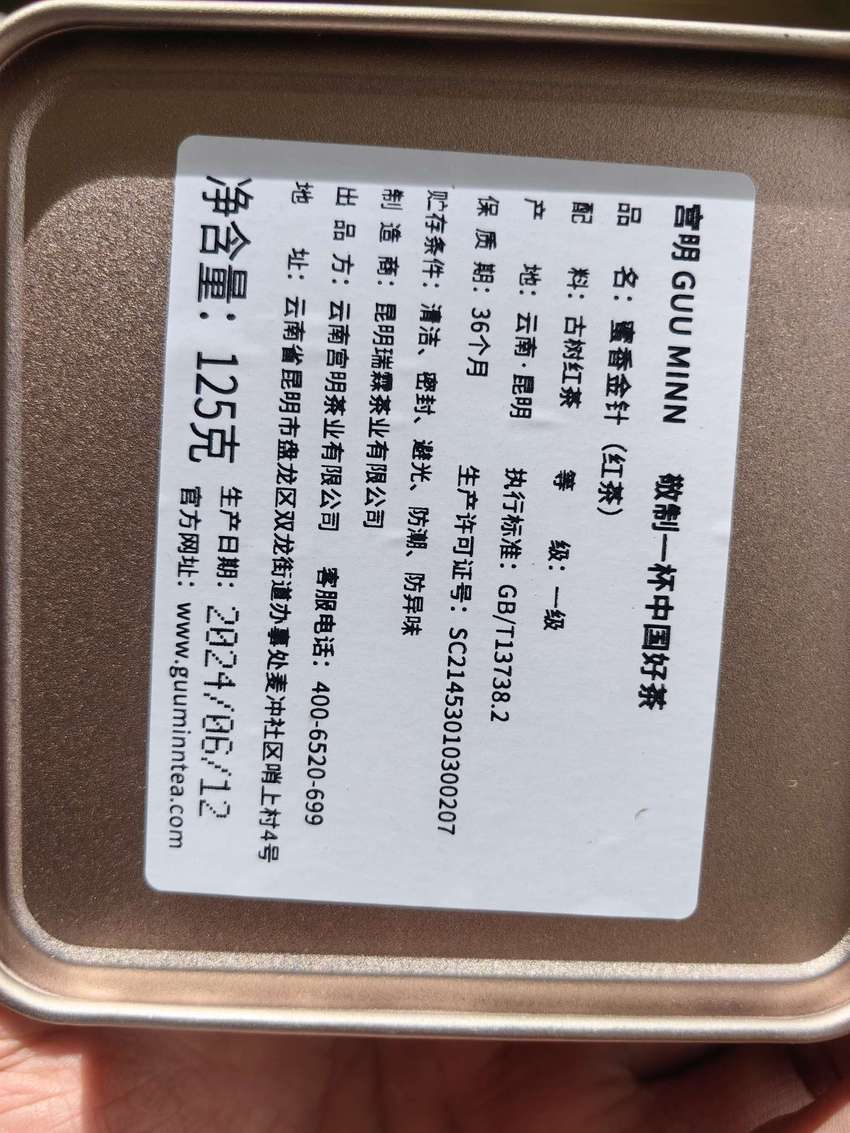 宫明 GUU MINN 敬制一杯中国好茶
品 名：蜜香金针（红茶）
配 料：古树红茶 等 级：一级
产 地：云南·昆明 执行标准：GB/T13738.2
保 质 期：36个月 生产许可证号：SC21453010300207
贮存条件：清洁、密封、避光、防潮、防异味
制 造 商：昆明瑞霖茶业有限公司
出 品 方：云南宫明茶业有限公司 客服电话：400-6520-699
地 址：云南省昆明市盘龙区双龙街道办事处麦冲社区哨上村4号
净含量：125克 生产日期：2024/06/12
官方网址：www.guuminntea.com